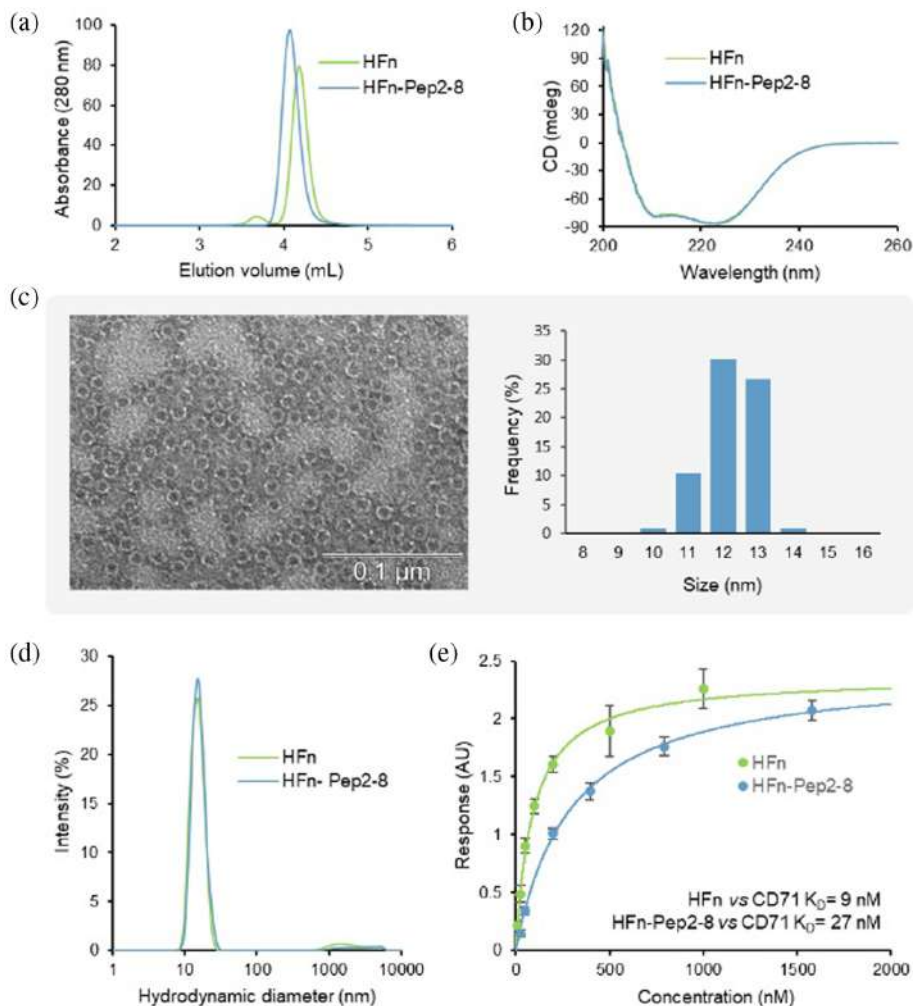 (a)
100
80
60
40
20
0
Absorbance (280 nm)
HFn
HFn-Pep2-8
2 3 4 5 6
Elution volume (mL)
(b)
120
90
60
30
0
-30
-60
-90
CD (mdeg)
HFn
HFn-Pep2-8
200 220 240 260
Wavelength (nm)
(c)
0.1 µm
35
30
25
20
15
10
5
0
Frequency (%)
8 9 10 11 12 13 14 15 16
Size (nm)
(d)
30
25
20
15
10
5
0
Intensity (%)
HFn
HFn- Pep2-8
1 10 100 1000 10000
Hydrodynamic diameter (nm)
(e)
2.5
2
1.5
1
0.5
0
Response (AU)
HFn
HFn-Pep2-8
HFn vs CD71 KD= 9 nM
HFn-Pep2-8 vs CD71 KD= 27 nM
0 500 1000 1500 2000
Concentration (nM)